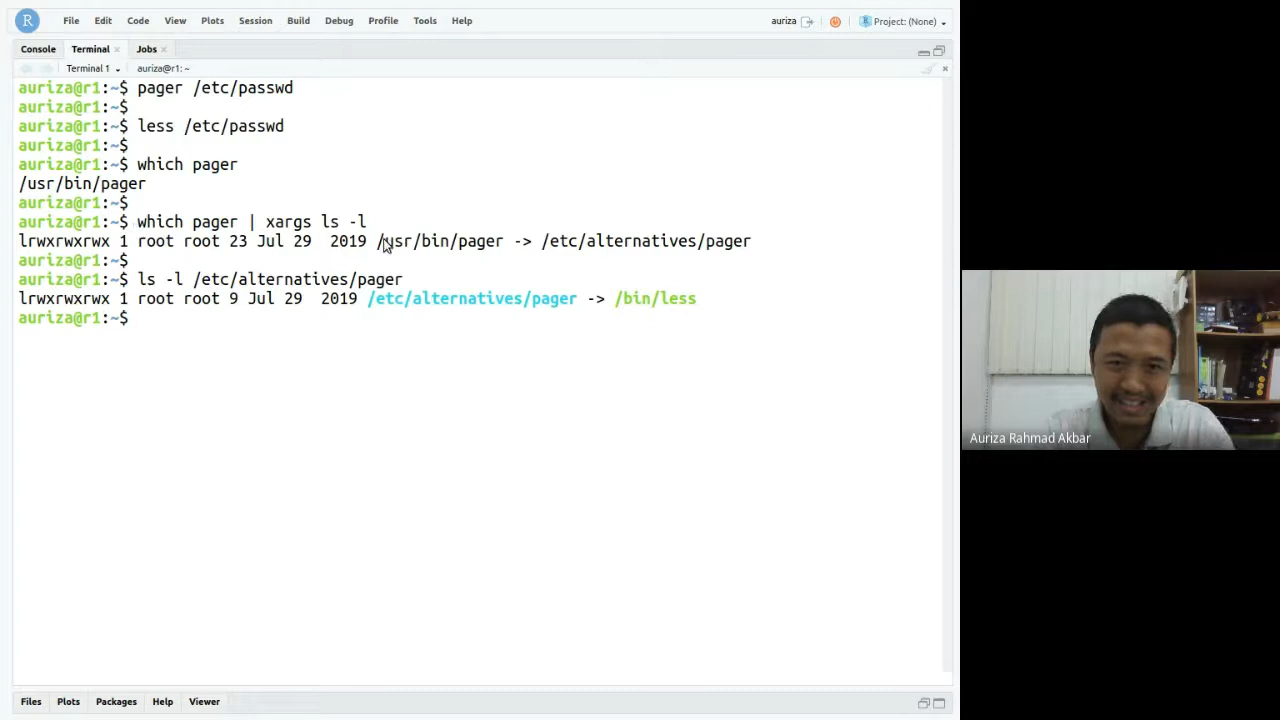 R File Edit Code View Plots Session Build Debug Profile Tools Help auriza R Project: (None)
Console Terminal × Jobs ×
Terminal 1 auriza@r1: ~
auriza@r1:~$ pager /etc/passwd
auriza@r1:~$
auriza@r1:~$ less /etc/passwd
auriza@r1:~$
auriza@r1:~$ which pager
/usr/bin/pager
auriza@r1:~$
auriza@r1:~$ which pager | xargs ls -l
lrwxrwxrwx 1 root root 23 Jul 29  2019 /usr/bin/pager -> /etc/alternatives/pager
auriza@r1:~$
auriza@r1:~$ ls -l /etc/alternatives/pager
lrwxrwxrwx 1 root root 9 Jul 29  2019 /etc/alternatives/pager -> /bin/less
auriza@r1:~$
Auriza Rahmad Akbar
Files Plots Packages Help Viewer